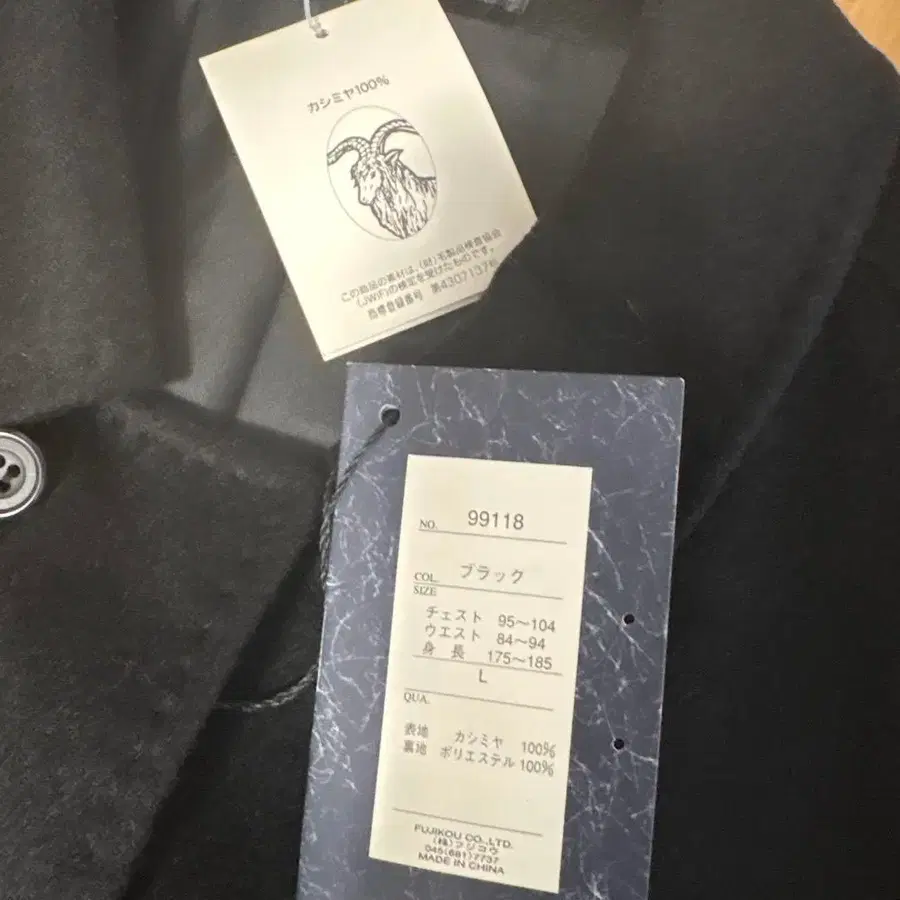 カシミヤ100%
この商品の素材は、(財)毛製品検査協会
(JWIF)の検定を受けたものです。
商標登録番号 第4307137号
NO. 99118
COL. ブラック
SIZE
チェスト 95〜104
ウエスト 84〜94
身長 175〜185
L
QUA.
表地 カシミヤ 100%
裏地 ポリエステル 100%
FUJIKOU CO.,LTD.
(株)フジコウ
045(681)7737
MADE IN CHINA